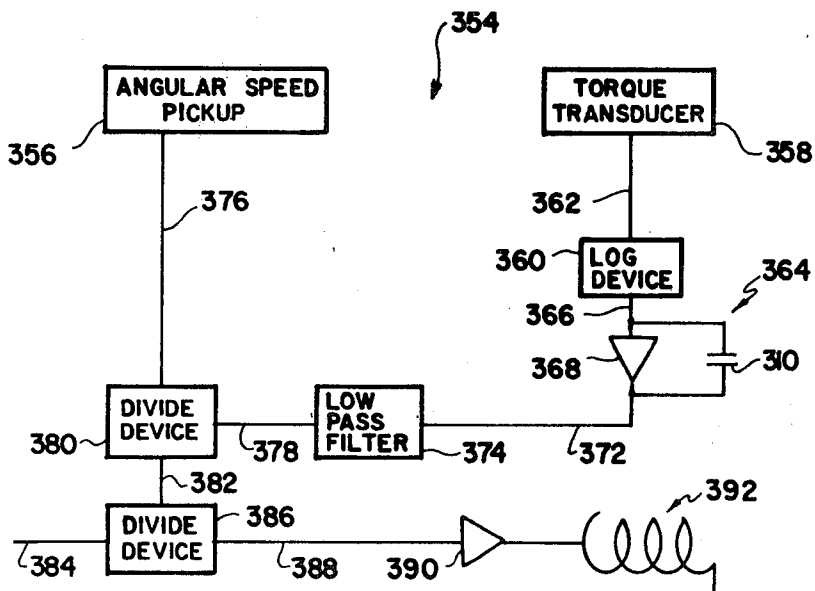 354
ANGULAR SPEED
PICKUP
TORQUE
TRANSDUCER
356
358
376
362
360
LOG
DEVICE
364
366
368
310
DIVIDE
DEVICE
LOW
PASS
FILTER
380
378
374
372
382
392
DIVIDE
DEVICE
386
384
388
390